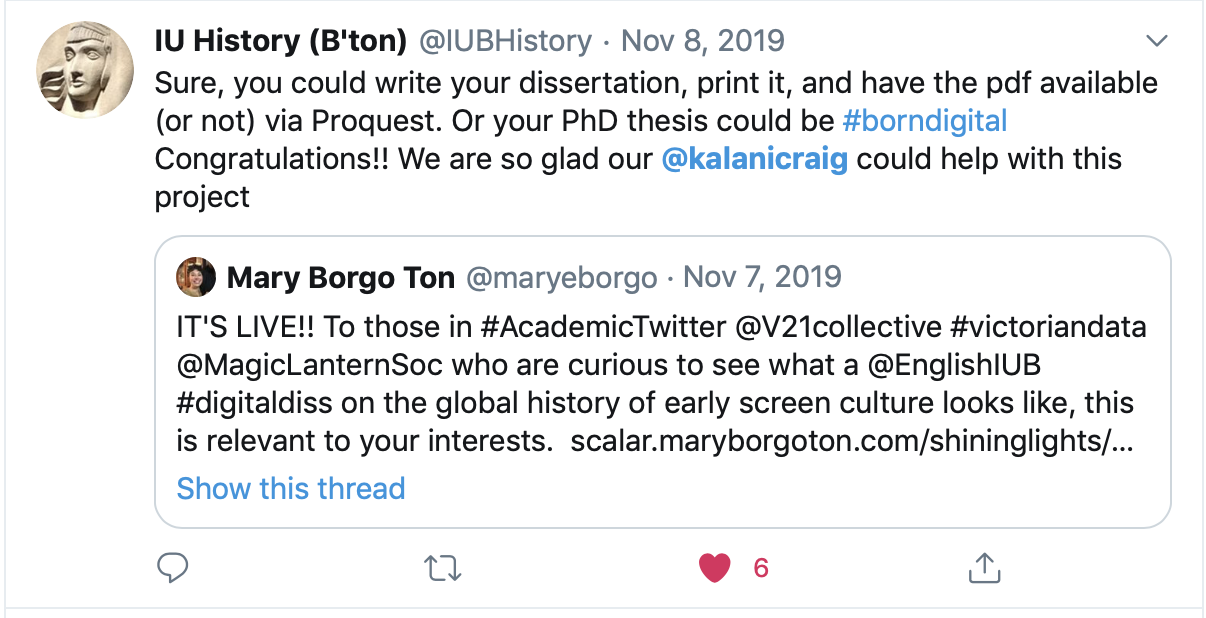 IU History (B'ton) @IUBHistory · Nov 8, 2019
Sure, you could write your dissertation, print it, and have the pdf available
(or not) via Proquest. Or your PhD thesis could be #borndigital
Congratulations!! We are so glad our @kalanicraig could help with this
project
Mary Borgo Ton @maryeborgo · Nov 7, 2019
IT'S LIVE!! To those in #AcademicTwitter @V21collective #victoriandata
@MagicLanternSoc who are curious to see what a @EnglishIUB
#digitaldiss on the global history of early screen culture looks like, this
is relevant to your interests.  scalar.maryborgoton.com/shininglights/...
Show this thread
6